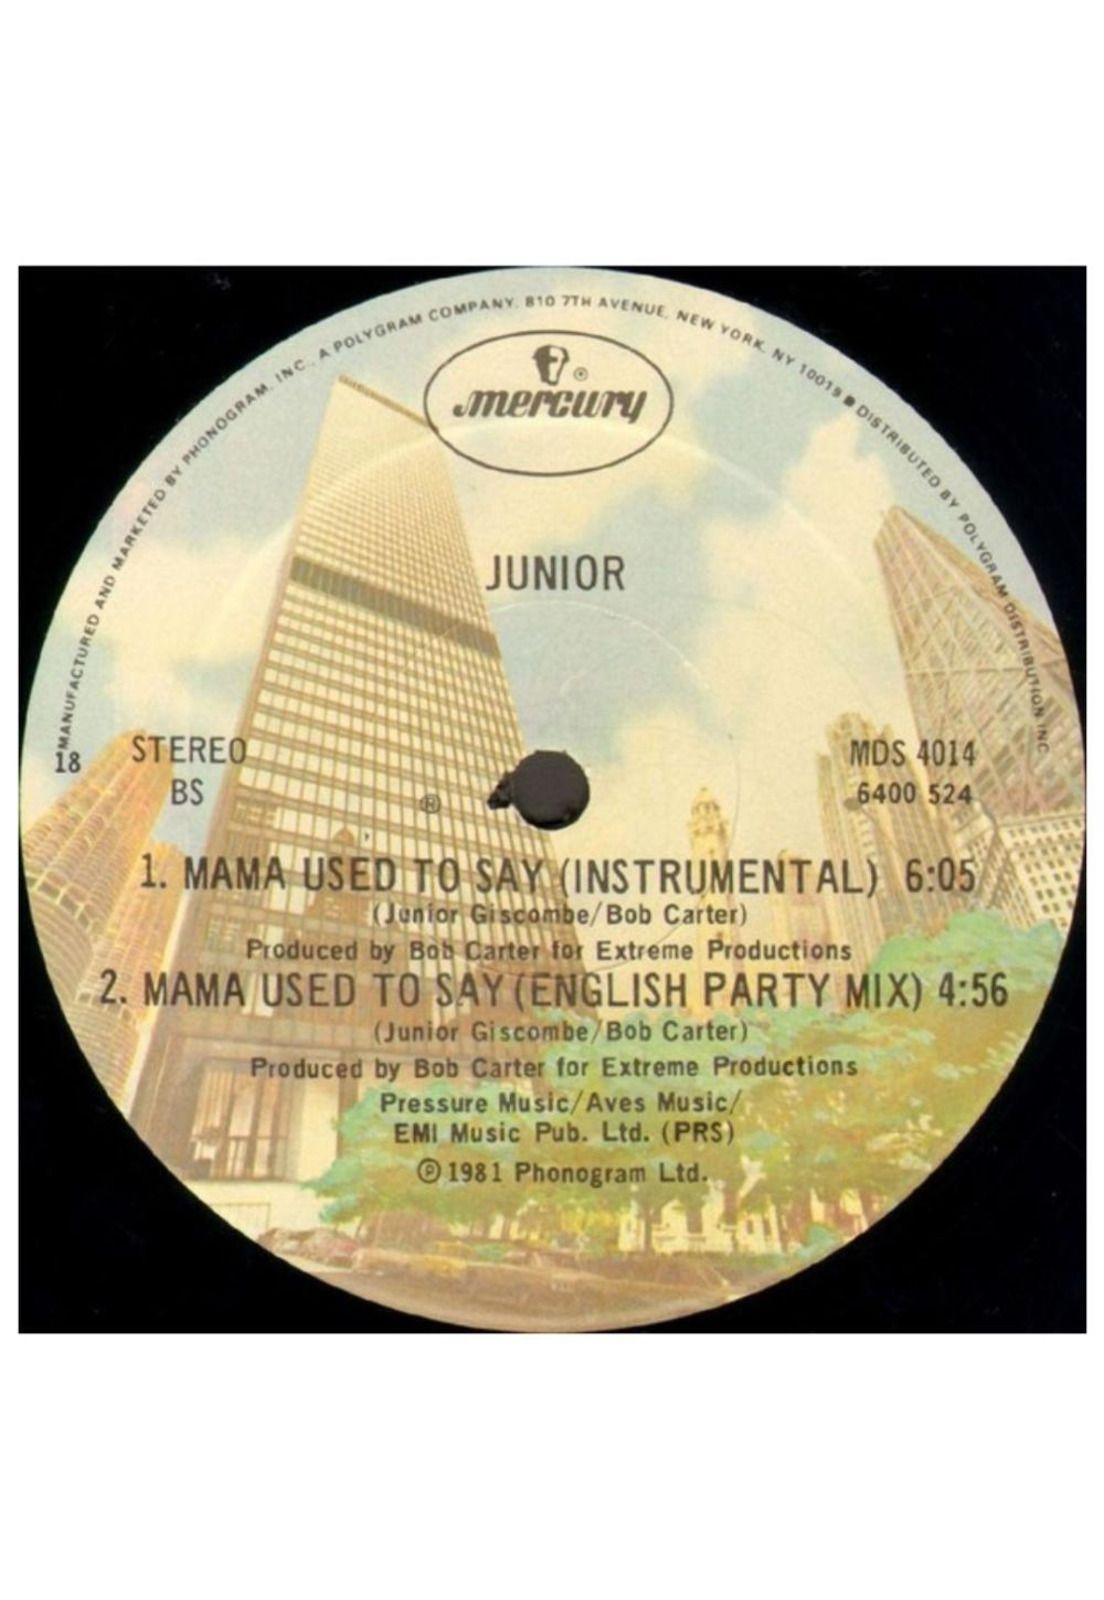 MANUFACTURED AND MARKETED BY PHONOGRAM, INC., A POLYGRAM COMPANY, 810 7TH AVENUE, NEW YORK, NY 10019 ● DISTRIBUTED BY POLYGRAM DISTRIBUTION INC
mercury ®
JUNIOR
18 STEREO
BS
MDS 4014
6400 524
®
1. MAMA USED TO SAY (INSTRUMENTAL) 6:05
(Junior Giscombe/Bob Carter)
Produced by Bob Carter for Extreme Productions
2. MAMA USED TO SAY (ENGLISH PARTY MIX) 4:56
(Junior Giscombe/Bob Carter)
Produced by Bob Carter for Extreme Productions
Pressure Music/Aves Music/
EMI Music Pub. Ltd. (PRS)
℗ 1981 Phonogram Ltd.